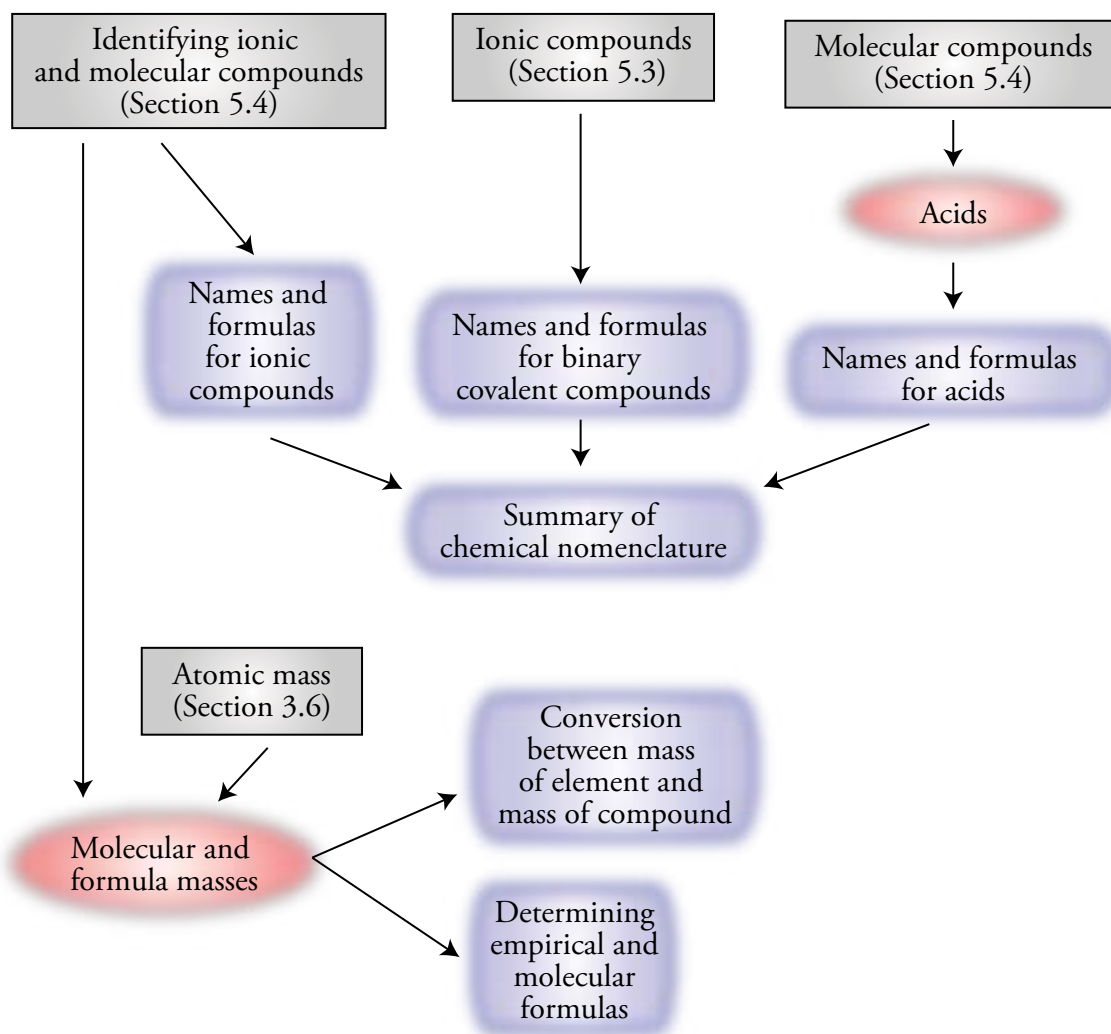 Identifying ionic
and molecular compounds
(Section 5.4)
Ionic compounds
(Section 5.3)
Molecular compounds
(Section 5.4)
Acids
Names and
formulas
for ionic
compounds
Names and formulas
for binary
covalent compounds
Names and formulas
for acids
Summary of
chemical nomenclature
Atomic mass
(Section 3.6)
Conversion
between mass
of element and
mass of compound
Molecular and
formula masses
Determining
empirical and
molecular
formulas